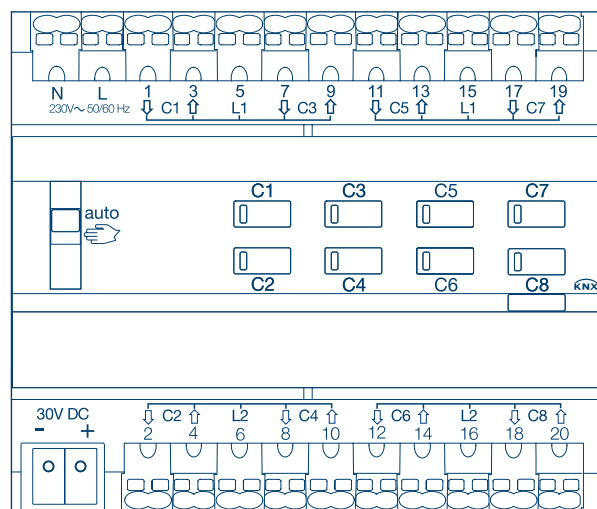 N L 1 3 5 7 9 11 13 15 17 19
230V~ 50/60 Hz C1 L1 C3 C5 L1 C7
auto
C1 C3 C5 C7
C2 C4 C6 C8
KNX
30V DC
- +
C2 L2 C4 C6 L2 C8
2 4 6 8 10 12 14 16 18 20